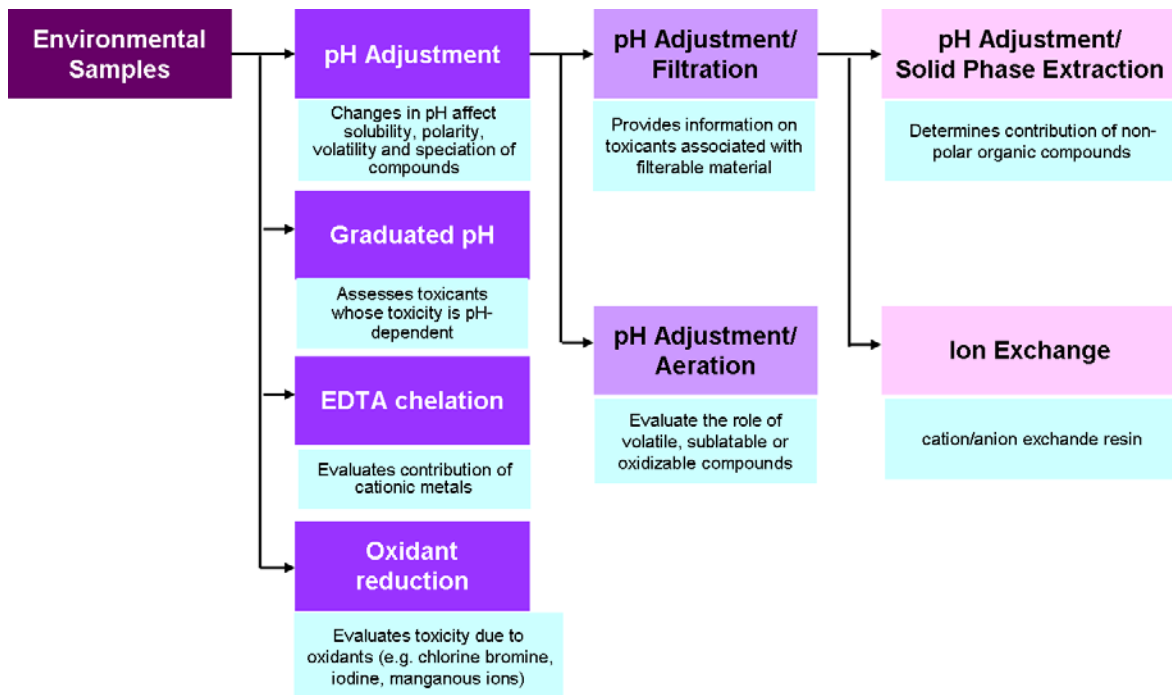 Environmental
Samples
pH Adjustment
Changes in pH affect
solubility, polarity,
volatility and speciation of
compounds
Graduated pH
Assesses toxicants
whose toxicity is pH-
dependent
EDTA chelation
Evaluates contribution of
cationic metals
Oxidant
reduction
Evaluates toxicity due to
oxidants (e.g. chlorine bromine,
iodine, manganous ions)
pH Adjustment/
Filtration
Provides information on
toxicants associated with
filterable material
pH Adjustment/
Aeration
Evaluate the role of
volatile, sublatable or
oxidizable compounds
pH Adjustment/
Solid Phase Extraction
Determines contribution of non-
polar organic compounds
Ion Exchange
cation/anion exchande resin